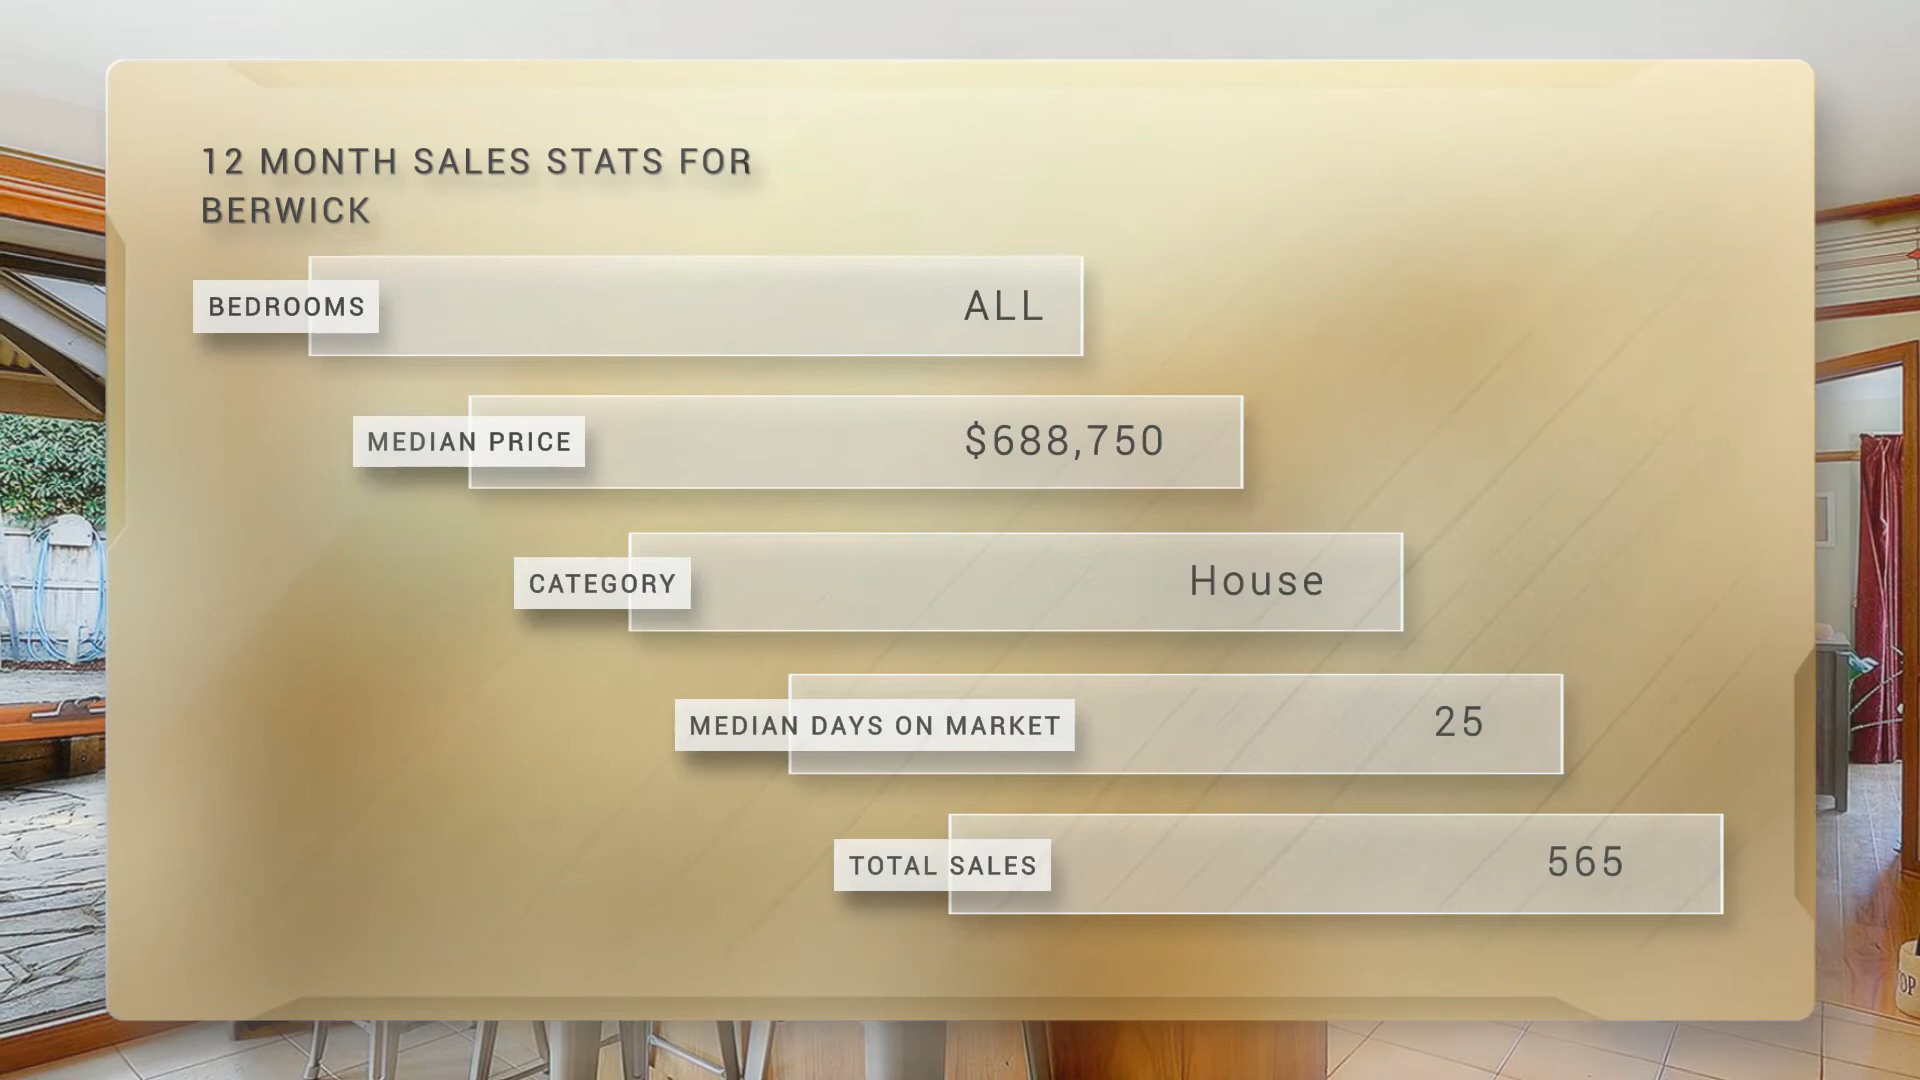 12 MONTH SALES STATS FOR
BERWICK
BEDROOMS ALL
MEDIAN PRICE $688,750
CATEGORY House
MEDIAN DAYS ON MARKET 25
TOTAL SALES 565